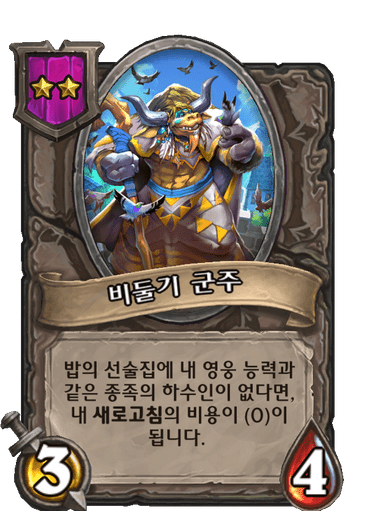 비둘기 군주
밥의 선술집에 내 영웅 능력과
같은 종족의 하수인이 없다면,
내 새로고침의 비용이 (0)이
됩니다.
3
4